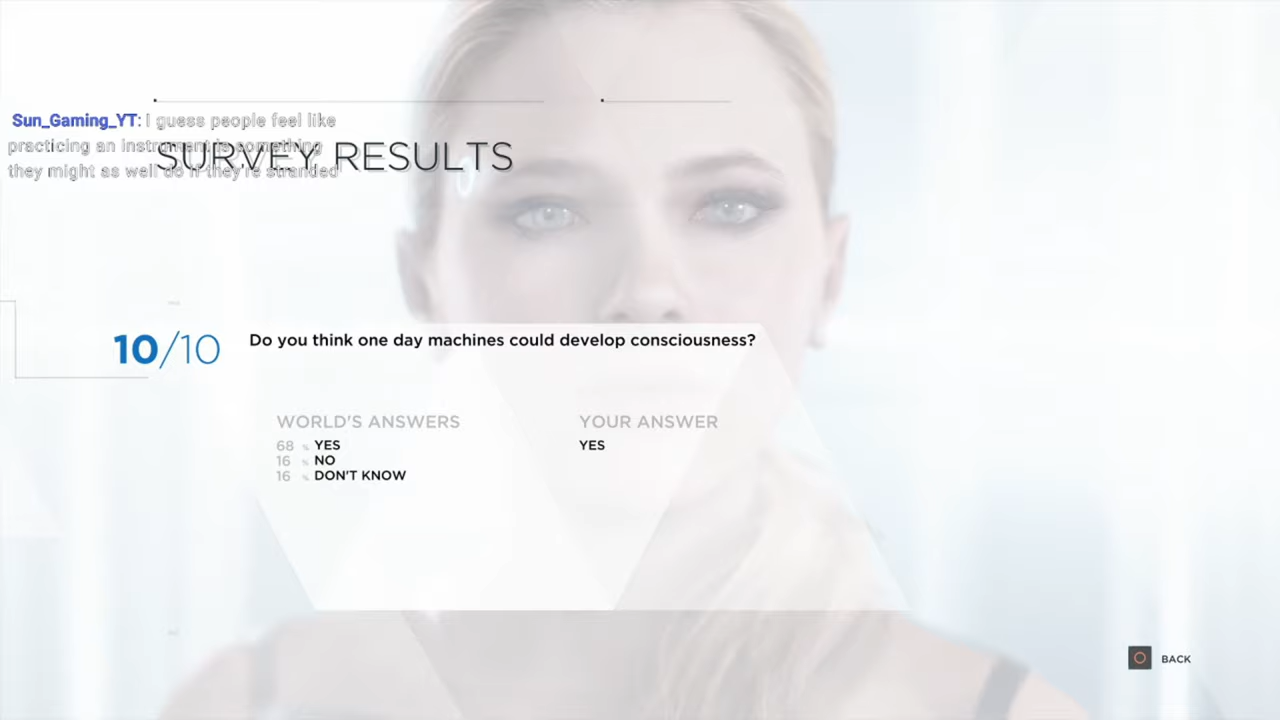 Sun_Gaming_YT: I guess people feel like
practicing an instrument is something
they might as well do if they're stranded
SURVEY RESULTS
10/10
Do you think one day machines could develop consciousness?
WORLD'S ANSWERS
68 % YES
16 % NO
16 % DON'T KNOW
YOUR ANSWER
YES
BACK